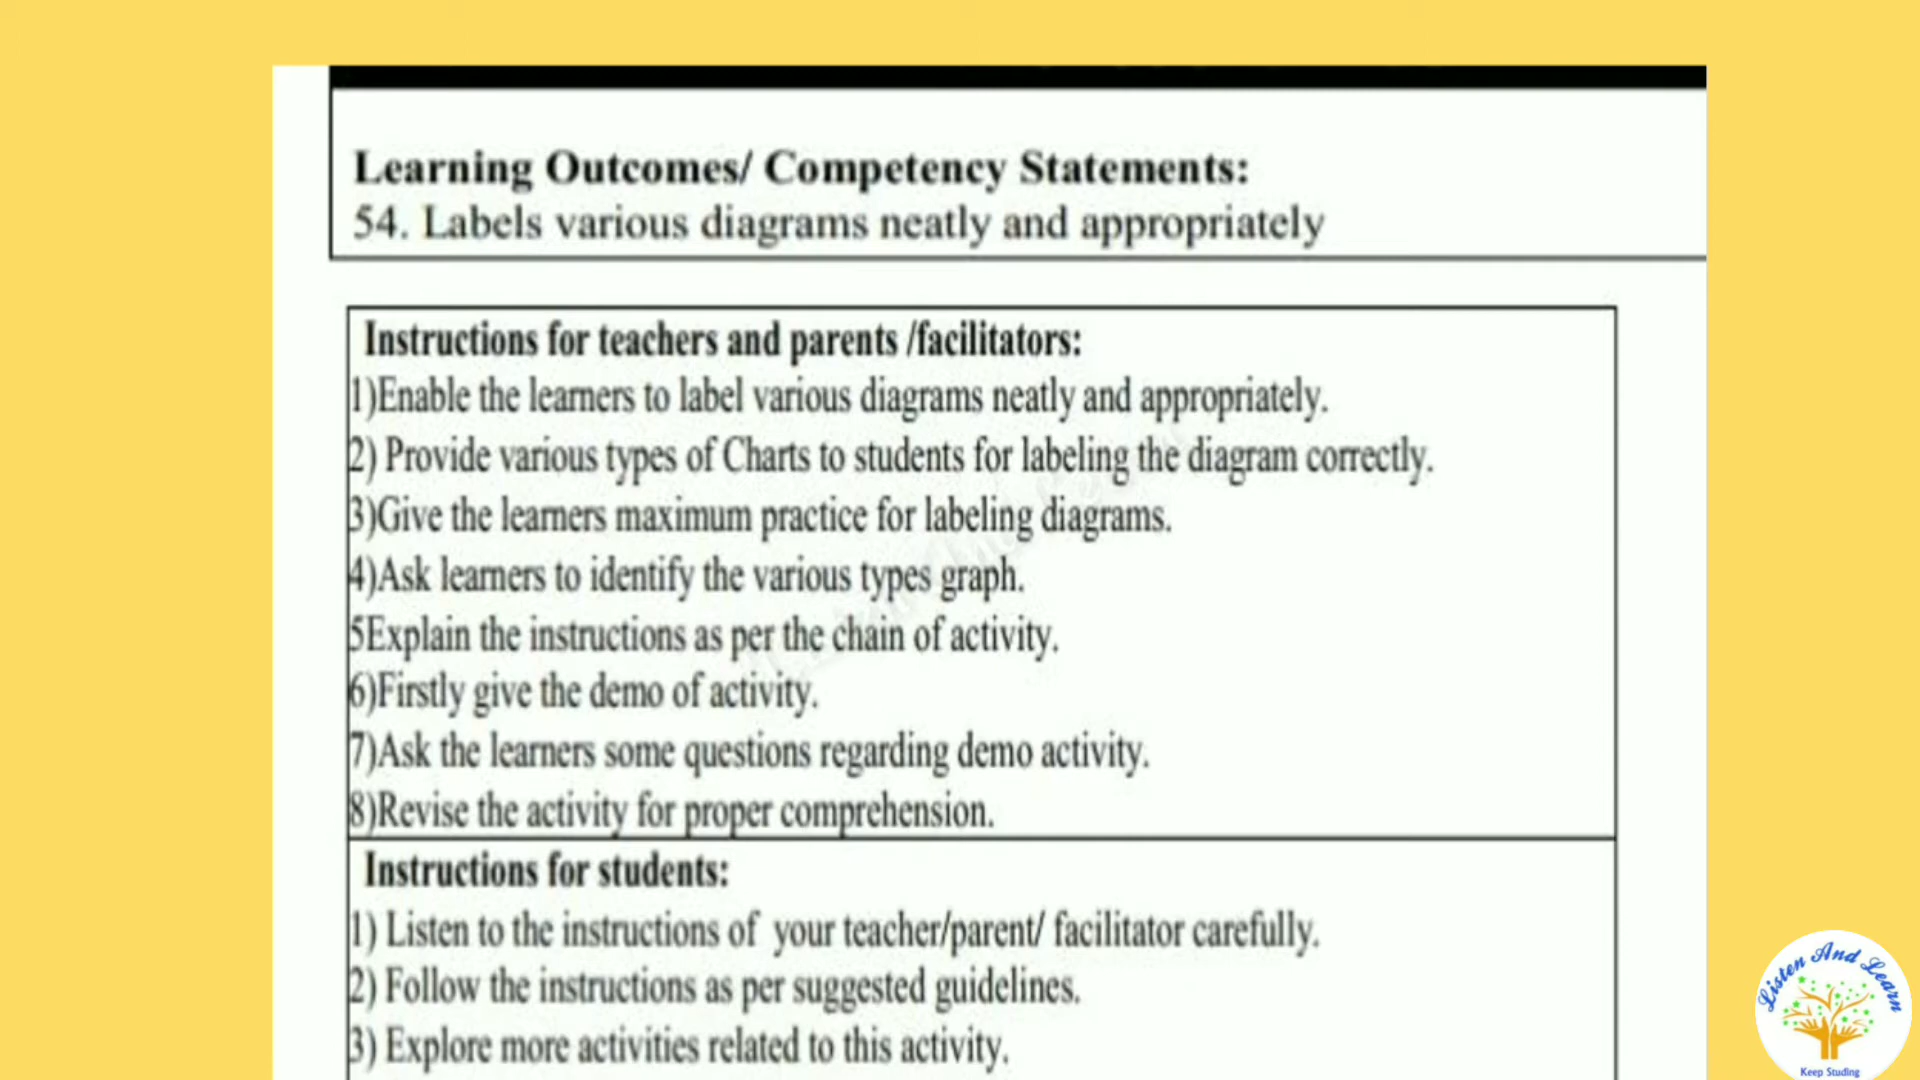 Learning Outcomes/ Competency Statements:
54. Labels various diagrams neatly and appropriately
Instructions for teachers and parents /facilitators:
1)Enable the learners to label various diagrams neatly and appropriately.
2) Provide various types of Charts to students for labeling the diagram correctly.
3)Give the learners maximum practice for labeling diagrams.
4)Ask learners to identify the various types graph.
5Explain the instructions as per the chain of activity.
6)Firstly give the demo of activity.
7)Ask the learners some questions regarding demo activity.
8)Revise the activity for proper comprehension.
Instructions for students:
1) Listen to the instructions of your teacher/parent/ facilitator carefully.
2) Follow the instructions as per suggested guidelines.
3) Explore more activities related to this activity.
Listen And Learn
Keep Studing